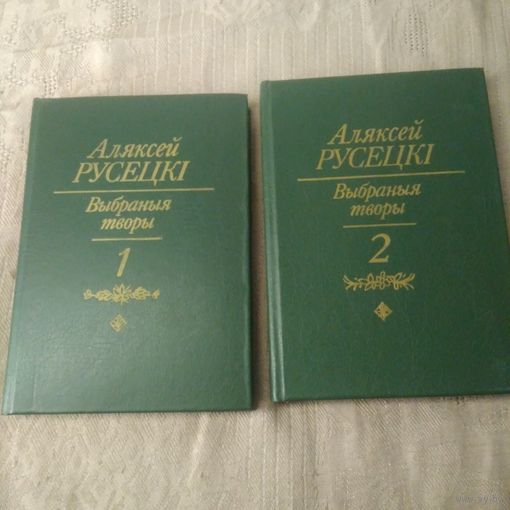 Аляксей
РУСЕЦКІ
Выбраныя
творы
1
Аляксей
РУСЕЦКІ
Выбраныя
творы
2